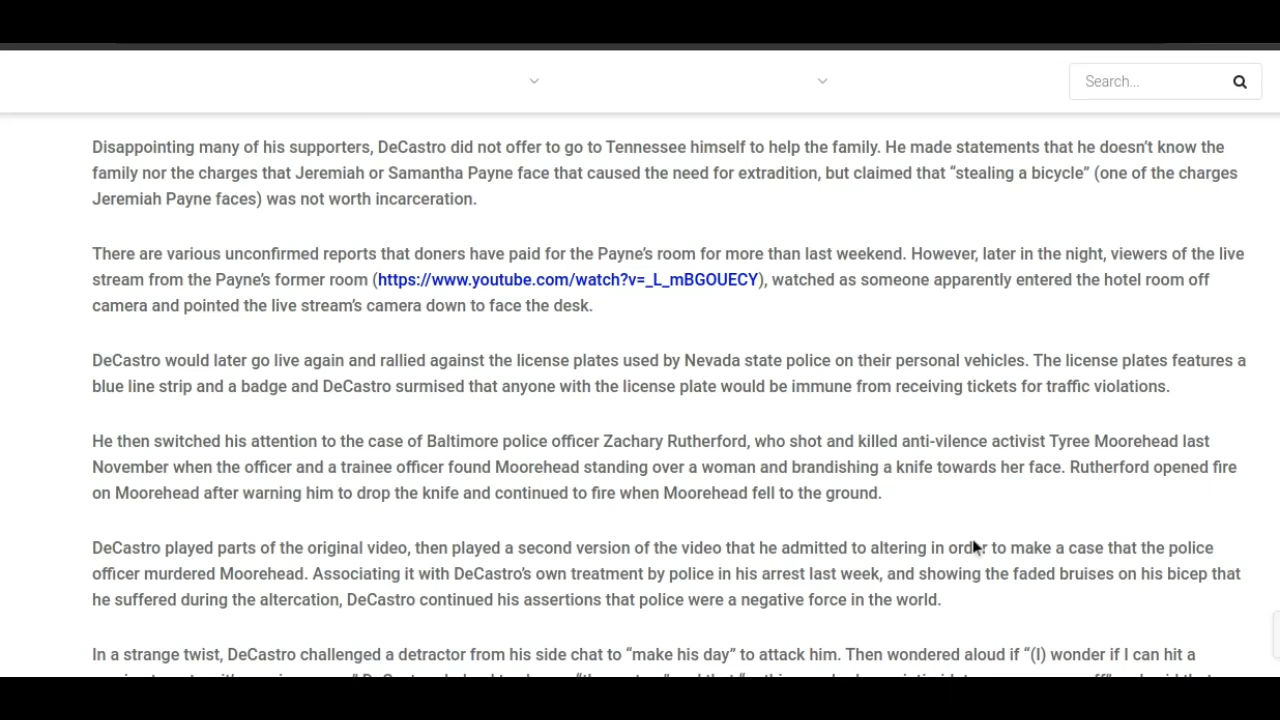 Search...
Disappointing many of his supporters, DeCastro did not offer to go to Tennessee himself to help the family. He made statements that he doesn't know the
family nor the charges that Jeremiah or Samantha Payne face that caused the need for extradition, but claimed that “stealing a bicycle” (one of the charges
Jeremiah Payne faces) was not worth incarceration.
There are various unconfirmed reports that doners have paid for the Payne's room for more than last weekend. However, later in the night, viewers of the live
stream from the Payne's former room (https://www.youtube.com/watch?v=_L_mBGOUECY), watched as someone apparently entered the hotel room off
camera and pointed the live stream's camera down to face the desk.
DeCastro would later go live again and rallied against the license plates used by Nevada state police on their personal vehicles. The license plates features a
blue line strip and a badge and DeCastro surmised that anyone with the license plate would be immune from receiving tickets for traffic violations.
He then switched his attention to the case of Baltimore police officer Zachary Rutherford, who shot and killed anti-vilence activist Tyree Moorehead last
November when the officer and a trainee officer found Moorehead standing over a woman and brandishing a knife towards her face. Rutherford opened fire
on Moorehead after warning him to drop the knife and continued to fire when Moorehead fell to the ground.
DeCastro played parts of the original video, then played a second version of the video that he admitted to altering in order to make a case that the police
officer murdered Moorehead. Associating it with DeCastro's own treatment by police in his arrest last week, and showing the faded bruises on his bicep that
he suffered during the altercation, DeCastro continued his assertions that police were a negative force in the world.
In a strange twist, DeCastro challenged a detractor from his side chat to “make his day” to attack him. Then wondered aloud if “(I) wonder if I can hit a